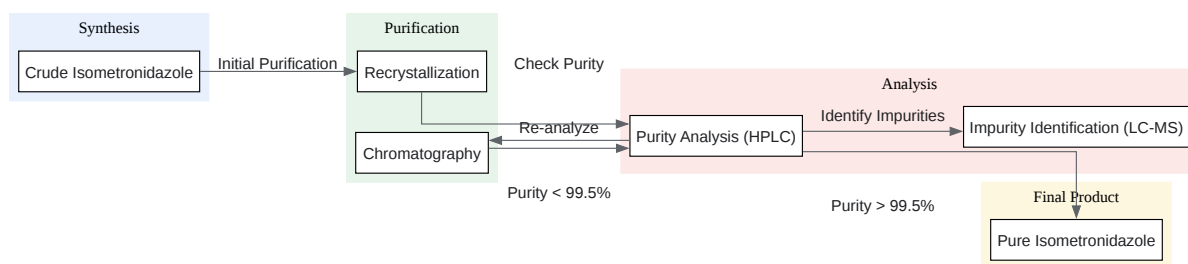 Synthesis
Crude Isometronidazole
Initial Purification
Purification
Recrystallization
Chromatography
Check Purity
Re-analyze
Purity < 99.5%
Analysis
Purity Analysis (HPLC)
Identify Impurities
Impurity Identification (LC-MS)
Purity > 99.5%
Final Product
Pure Isometronidazole